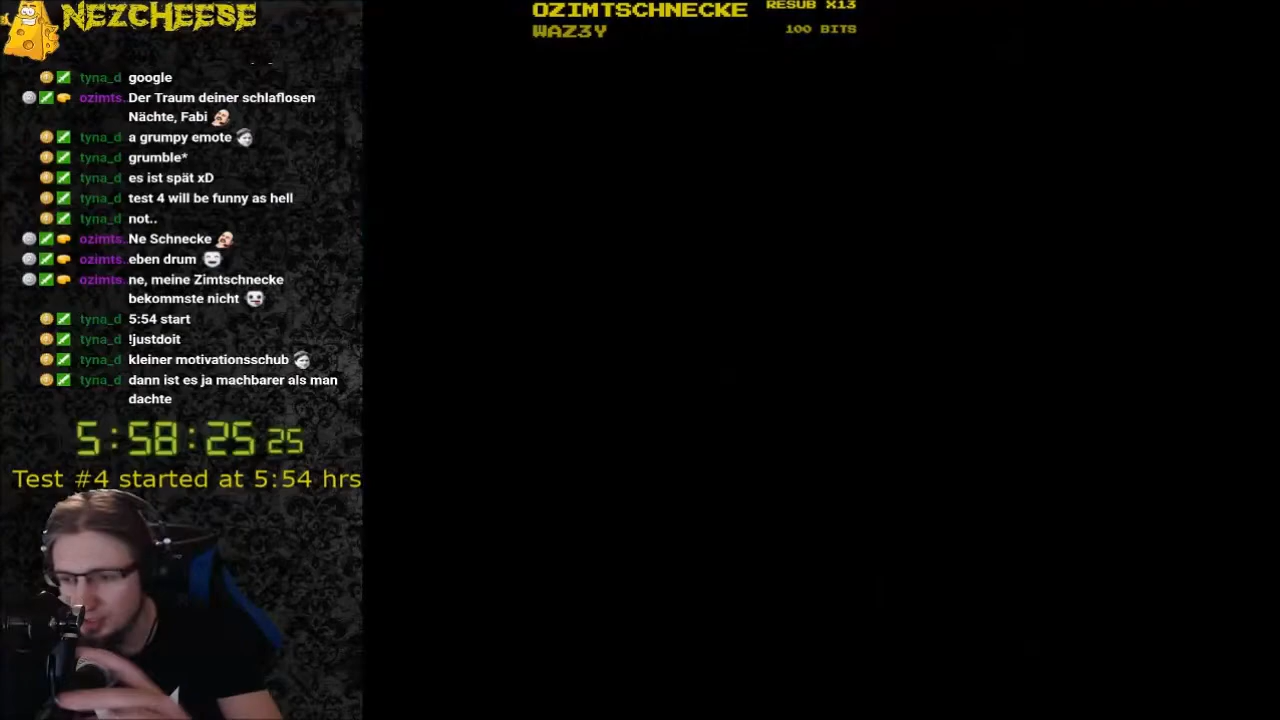 NEZCHEESE
OZIMTSCHNECKE RESUB X13
WAZ3Y 100 BITS
tyna_d google
ozimts. Der Traum deiner schlaflosen
Nächte, Fabi
tyna_d a grumpy emote
tyna_d grumble*
tyna_d es ist spät xD
tyna_d test 4 will be funny as hell
tyna_d not..
ozimts. Ne Schnecke
ozimts. eben drum
ozimts. ne, meine Zimtschnecke
bekommste nicht
tyna_d 5:54 start
tyna_d !justdoit
tyna_d kleiner motivationsschub
tyna_d dann ist es ja machbarer als man
dachte
5:58:25 25
Test #4 started at 5:54 hrs